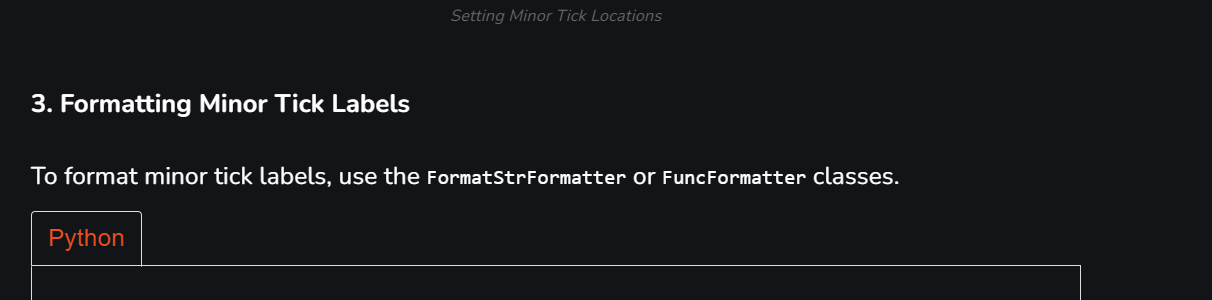 Setting Minor Tick Locations
3. Formatting Minor Tick Labels
To format minor tick labels, use the FormatStrFormatter or FuncFormatter classes.
Python